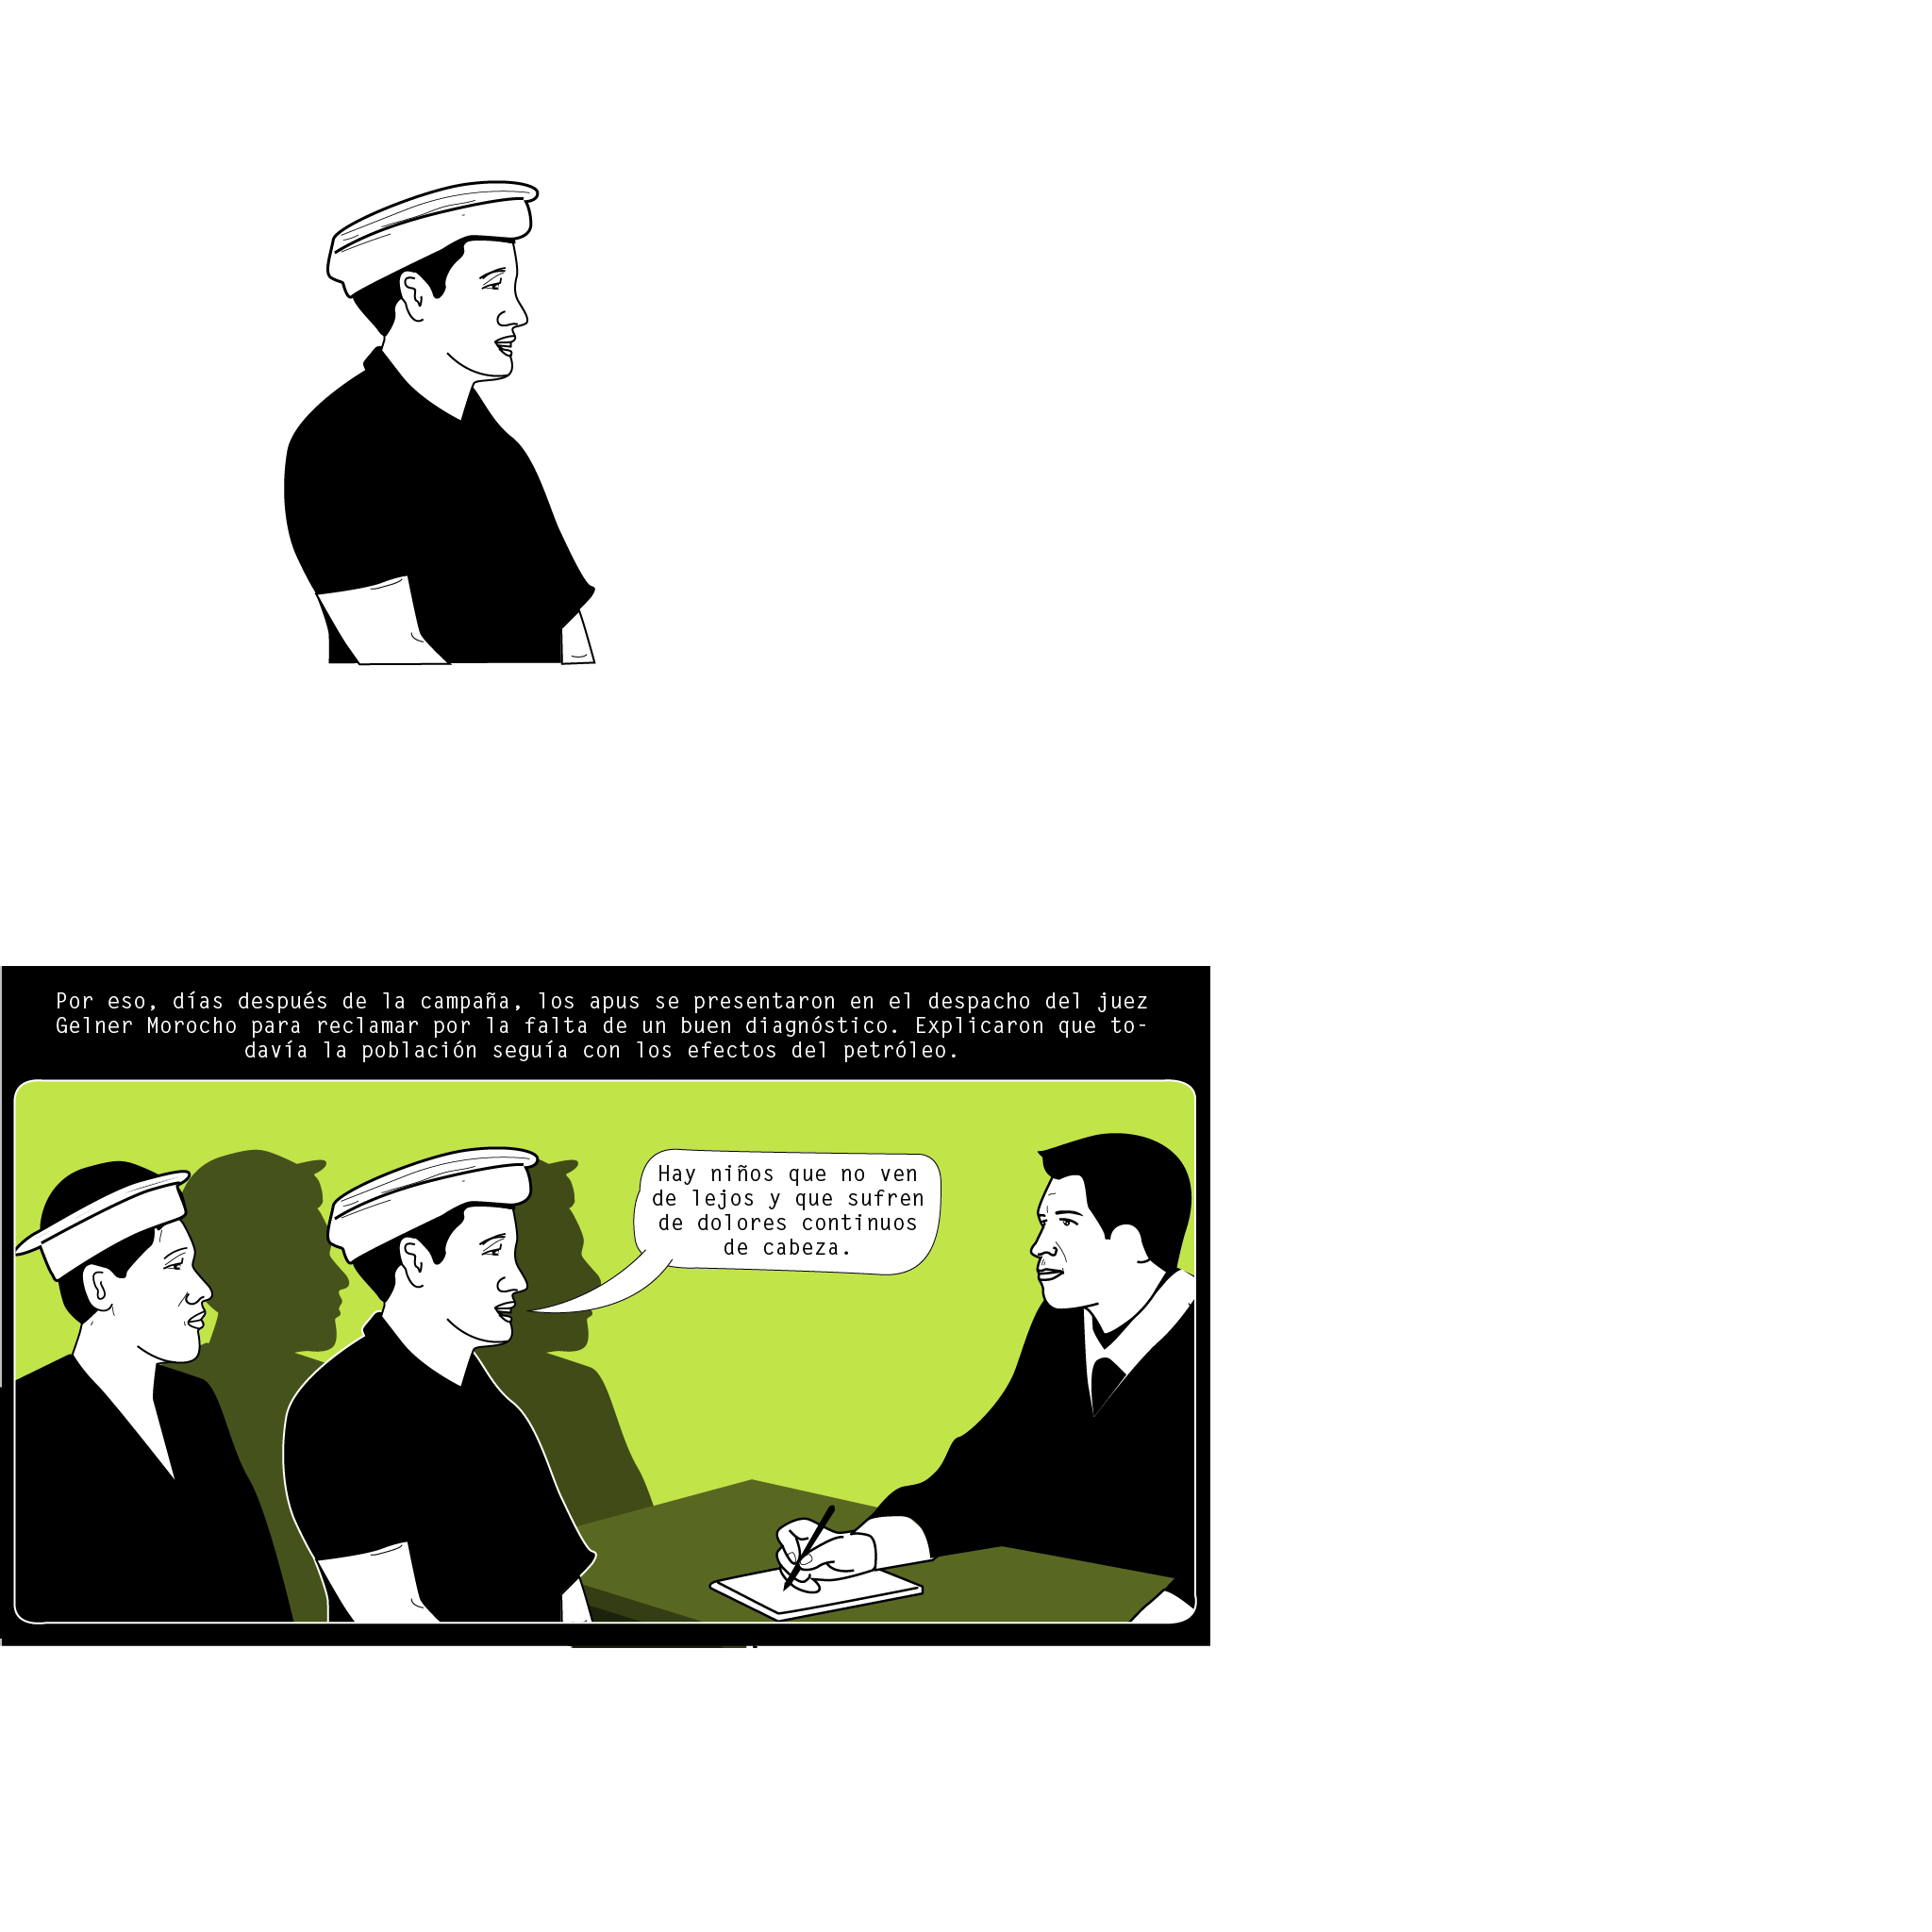 Por eso, días después de la campaña, los apus se presentaron en el despacho del juez
Gelner Morocho para reclamar por la falta de un buen diagnóstico. Explicaron que to-
davía la población seguía con los efectos del petróleo.
Hay niños que no ven
de lejos y que sufren
de dolores continuos
de cabeza.